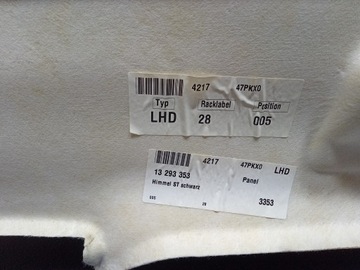 4217 47PKX0
Typ Racklabel Position
LHD 28 005
4217 47PKX0 LHD
13 293 353 Panel
Himmel ST schwarz
3353